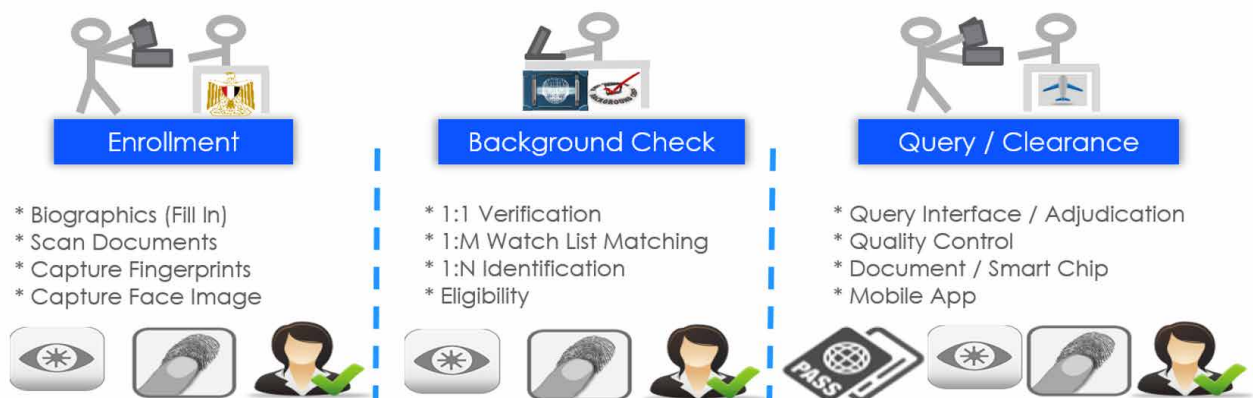 Enrollment
* Biographics (Fill In)
* Scan Documents
* Capture Fingerprints
* Capture Face Image
Background Check
* 1:1 Verification
* 1:M Watch List Matching
* 1:N Identification
* Eligibility
Query / Clearance
* Query Interface / Adjudication
* Quality Control
* Document / Smart Chip
* Mobile App
PASS